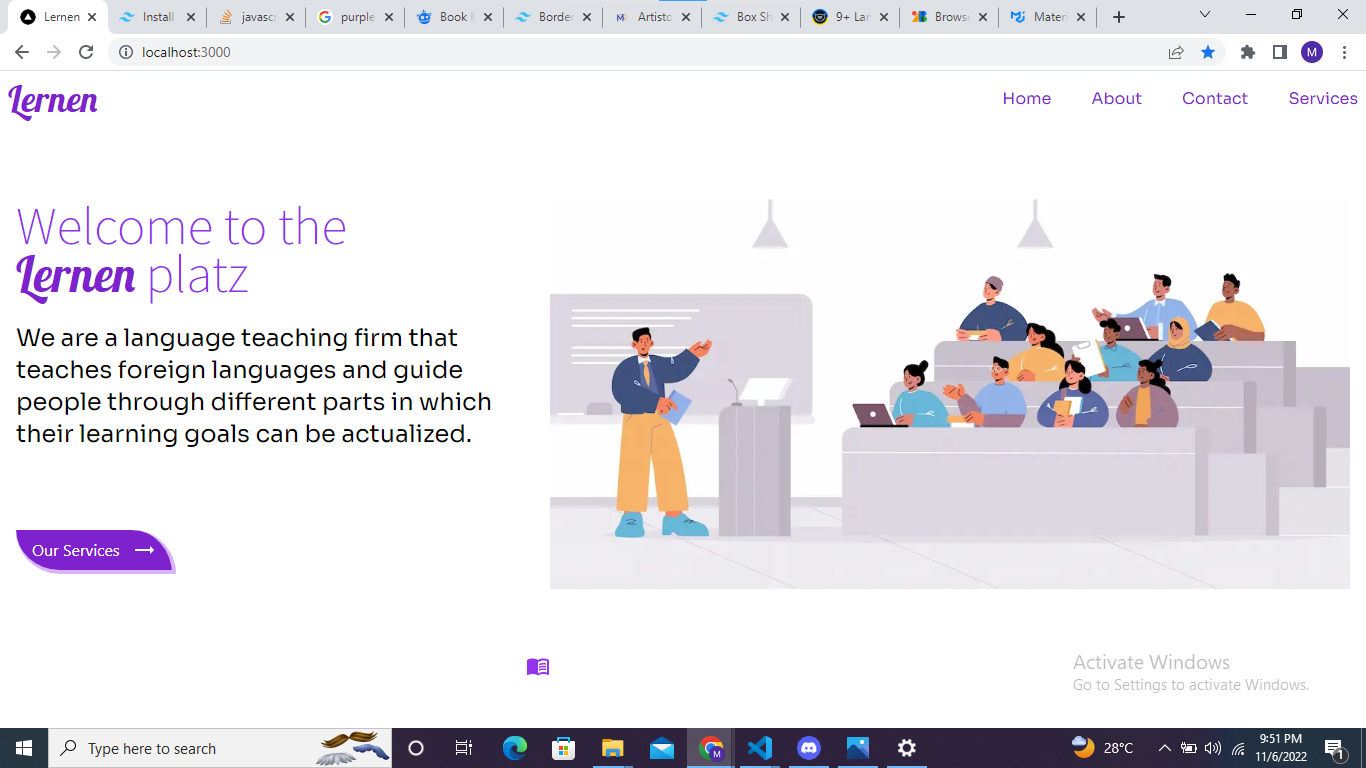 Lernen
Install
javascr
purple
Book I
Border
Artisto
Box Sh
9+ Lar
Brows
Materi
localhost:3000
M
Lernen
Home About Contact Services
Welcome to the
Lernen platz
We are a language teaching firm that
teaches foreign languages and guide
people through different parts in which
their learning goals can be actualized.
Our Services
Activate Windows
Go to Settings to activate Windows.
Type here to search
28°C
9:51 PM
11/6/2022
1